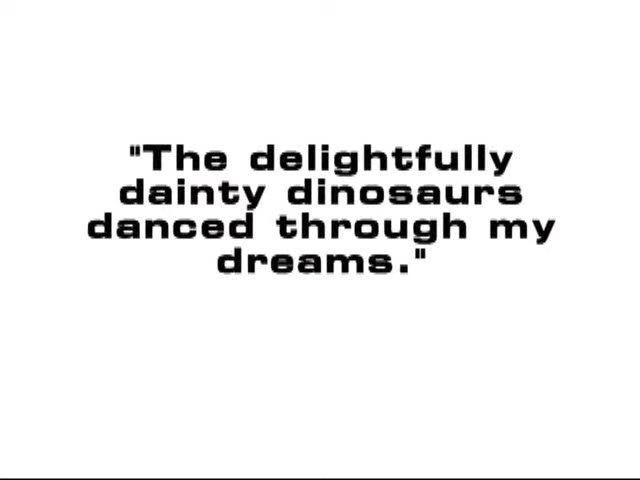 "The delightfully
dainty dinosaurs
danced through my
dreams."